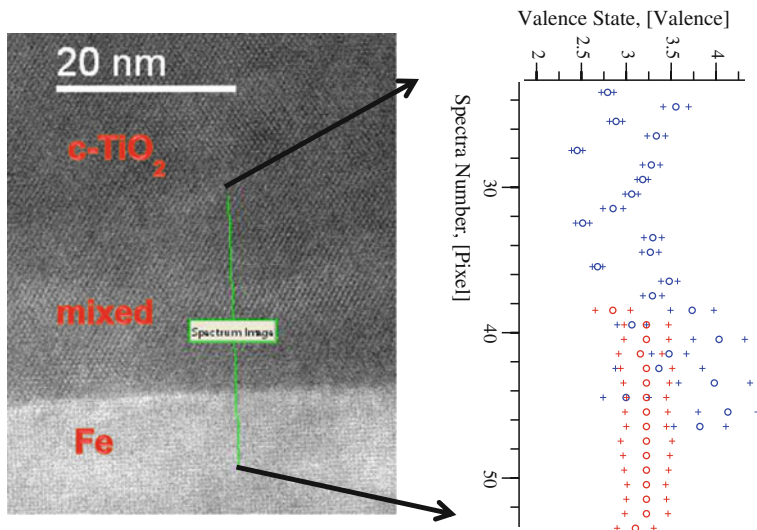 20 nm
c-TiO2
mixed
Spectrum Image
Fe
Valence State, [Valence]
2
2.5
3
3.5
4
Spectra Number, [Pixel]
30
40
50